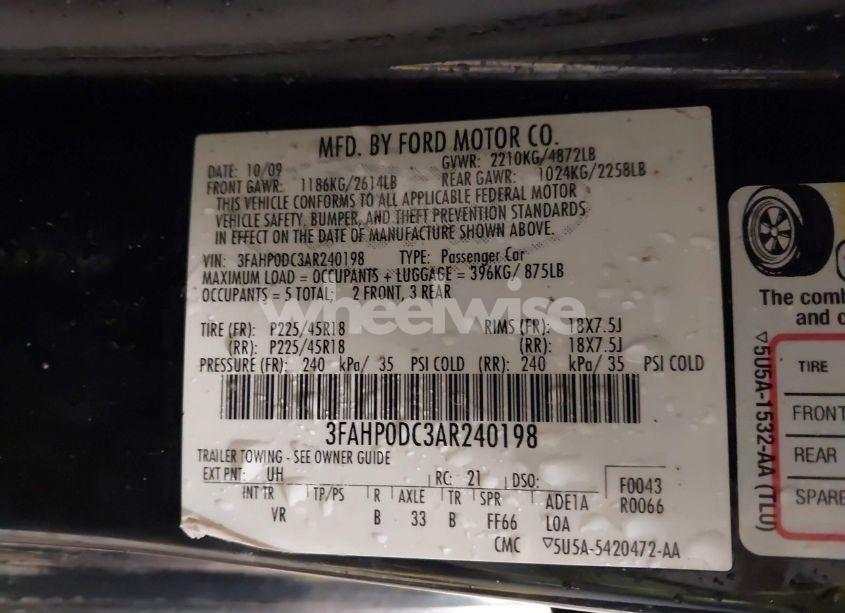 MFD. BY FORD MOTOR CO.
DATE: 10/09 GVWR: 2210KG/4872LB
FRONT GAWR: 1186KG/2614LB REAR GAWR: 1024KG/2258LB
THIS VEHICLE CONFORMS TO ALL APPLICABLE FEDERAL MOTOR
VEHICLE SAFETY, BUMPER, AND THEFT PREVENTION STANDARDS
IN EFFECT ON THE DATE OF MANUFACTURE SHOWN ABOVE.
VIN: 3FAHP0DC3AR240198 TYPE: Passenger Car
MAXIMUM LOAD = OCCUPANTS + LUGGAGE = 396KG/ 875LB
OCCUPANTS = 5 TOTAL; 2 FRONT, 3 REAR
wheelwise
TIRE (FR): P225/45R18 RIMS (FR): 18X7.5J
(RR): P225/45R18 (RR): 18X7.5J
PRESSURE (FR): 240 kPa/ 35 PSI COLD (RR): 240 kPa/ 35 PSI COLD
3FAHP0DC3AR240198
TRAILER TOWING - SEE OWNER GUIDE
EXT PNT: UH RC: 21 DSO: F0043
INT TR TP/PS R AXLE TR SPR ADE1A R0066
VR B 33 B FF66 LOA
CMC ▽5U5A-5420472-AA
The comb
and c
▽5U5A-1532-AA (TLU)
TIRE
FRONT
REAR
SPARE